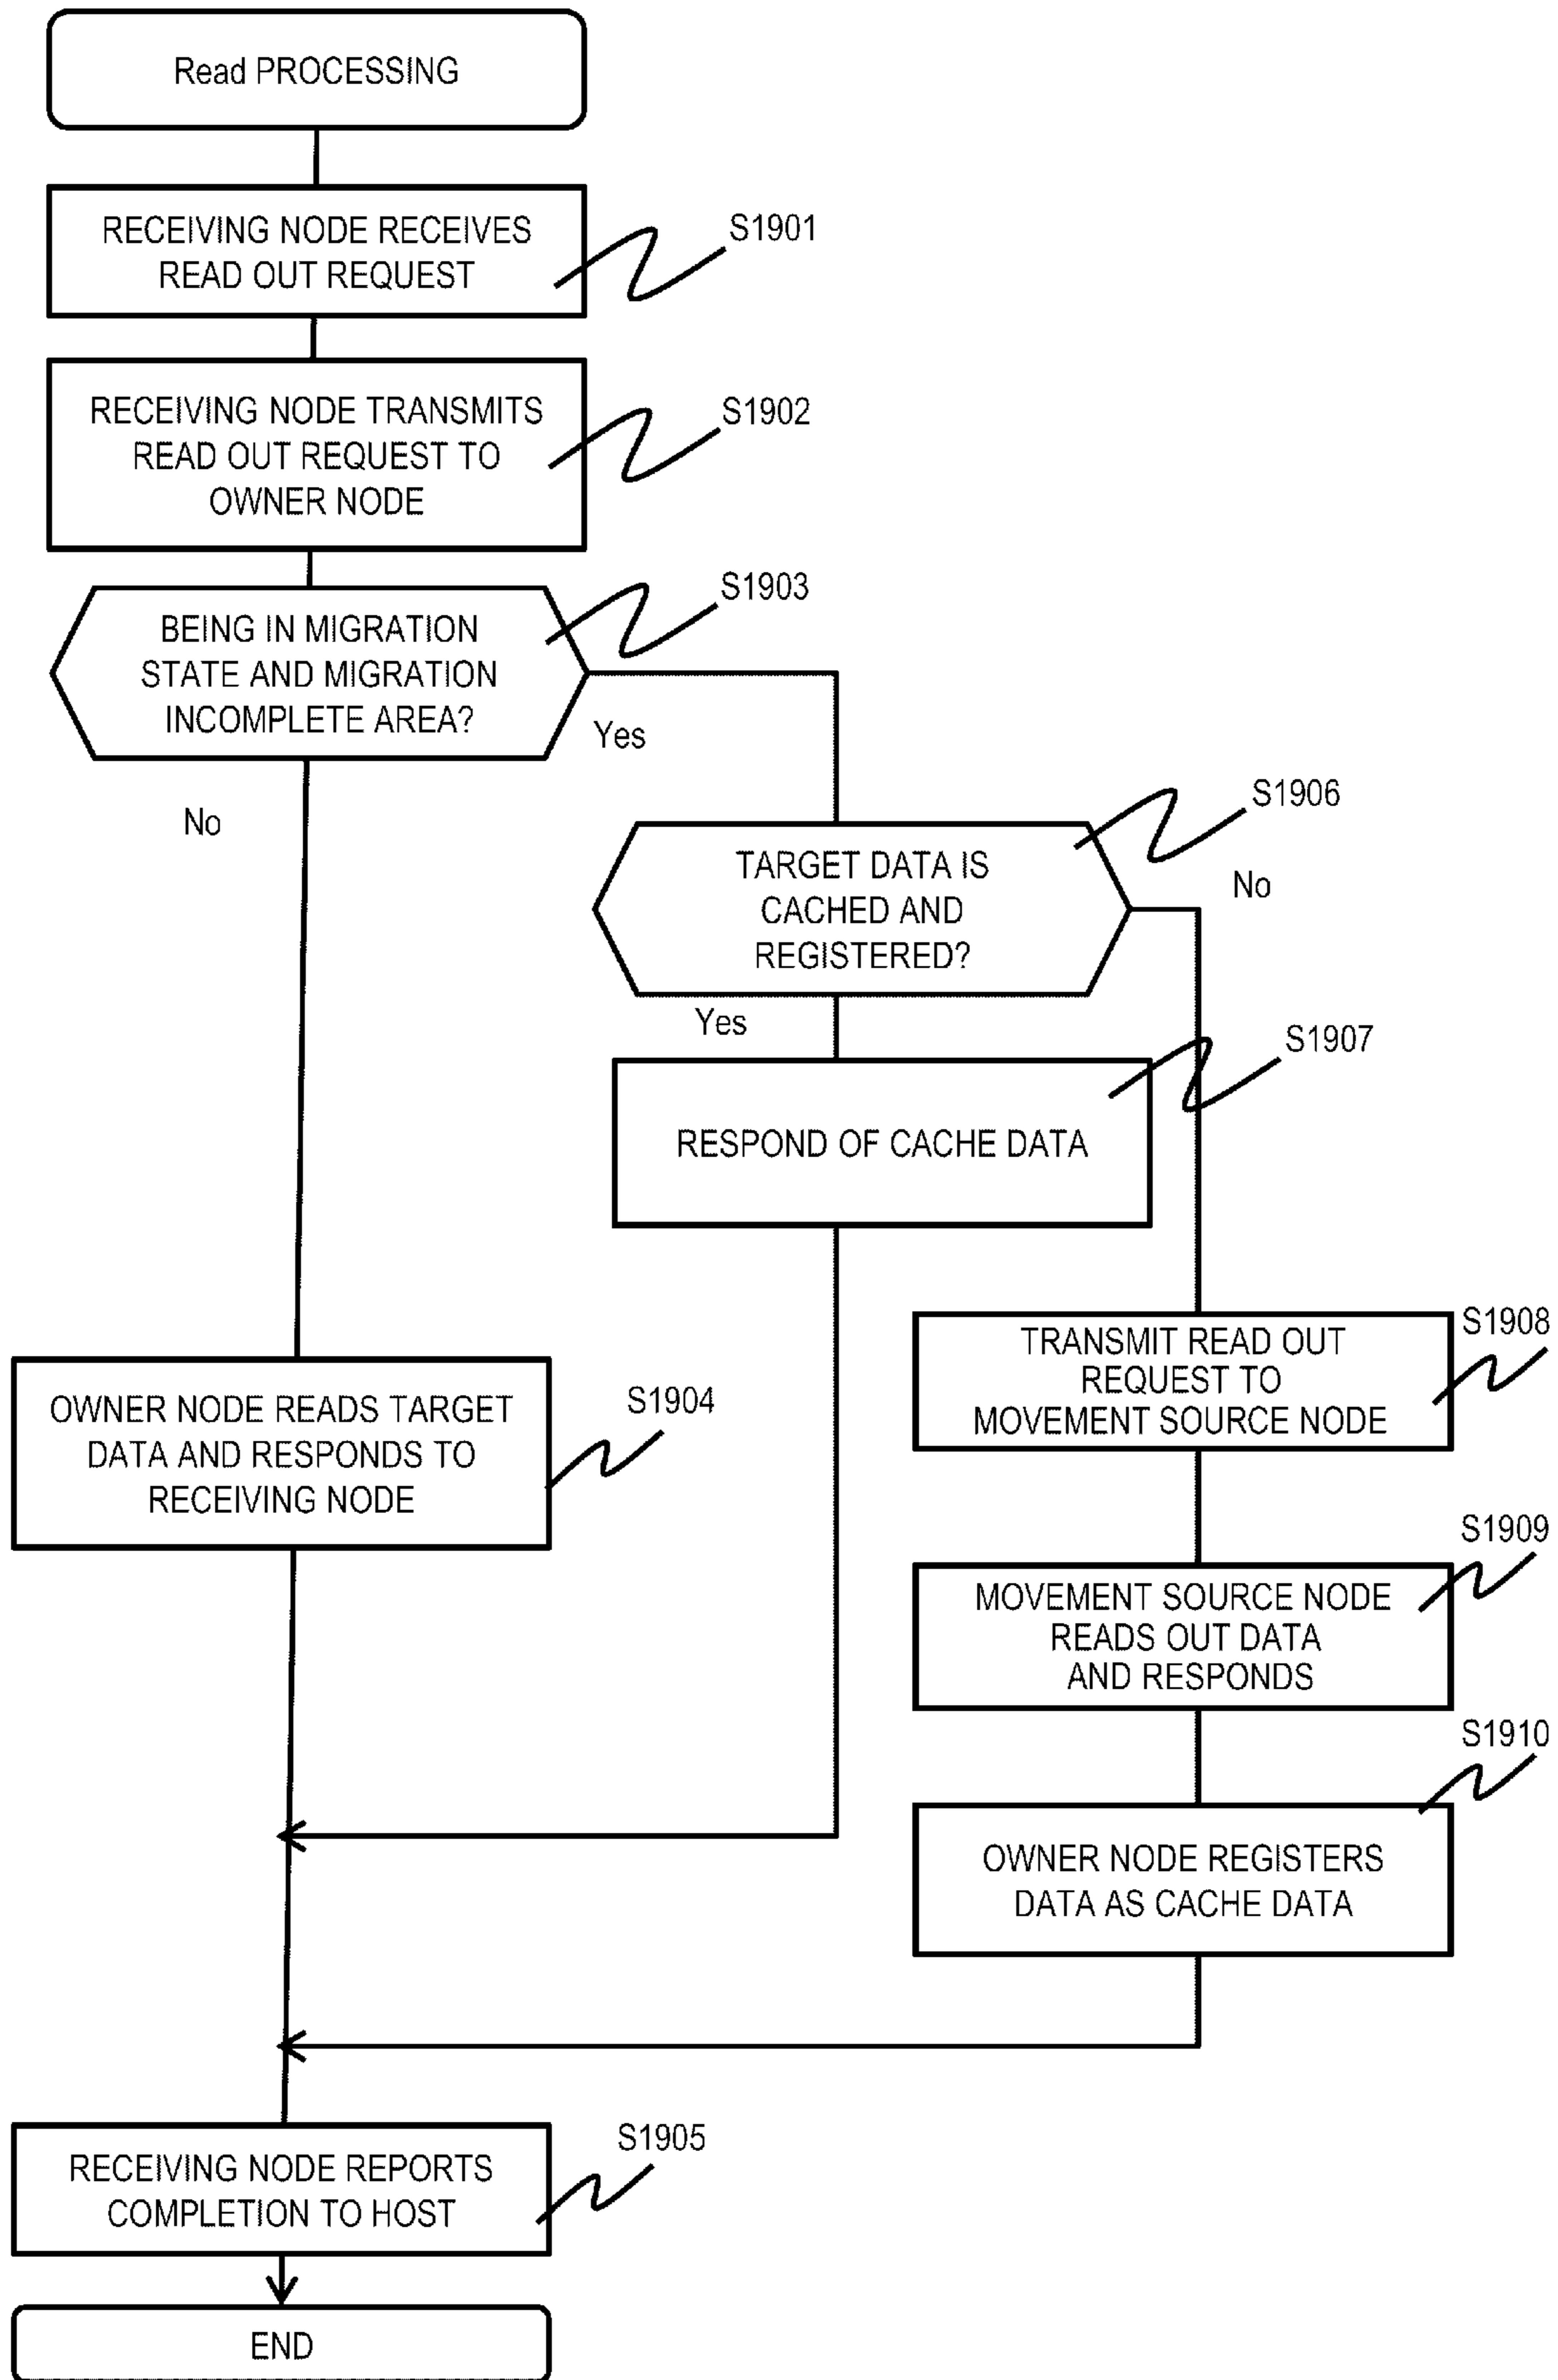 Read PROCESSING
RECEIVING NODE RECEIVES
READ OUT REQUEST
S1901
RECEIVING NODE TRANSMITS
READ OUT REQUEST TO
OWNER NODE
S1902
BEING IN MIGRATION
STATE AND MIGRATION
INCOMPLETE AREA?
S1903
Yes
No
TARGET DATA IS
CACHED AND
REGISTERED?
S1906
No
Yes
RESPOND OF CACHE DATA
S1907
TRANSMIT READ OUT
REQUEST TO
MOVEMENT SOURCE NODE
S1908
OWNER NODE READS TARGET
DATA AND RESPONDS TO
RECEIVING NODE
S1904
MOVEMENT SOURCE NODE
READS OUT DATA
AND RESPONDS
S1909
OWNER NODE REGISTERS
DATA AS CACHE DATA
S1910
RECEIVING NODE REPORTS
COMPLETION TO HOST
S1905
END